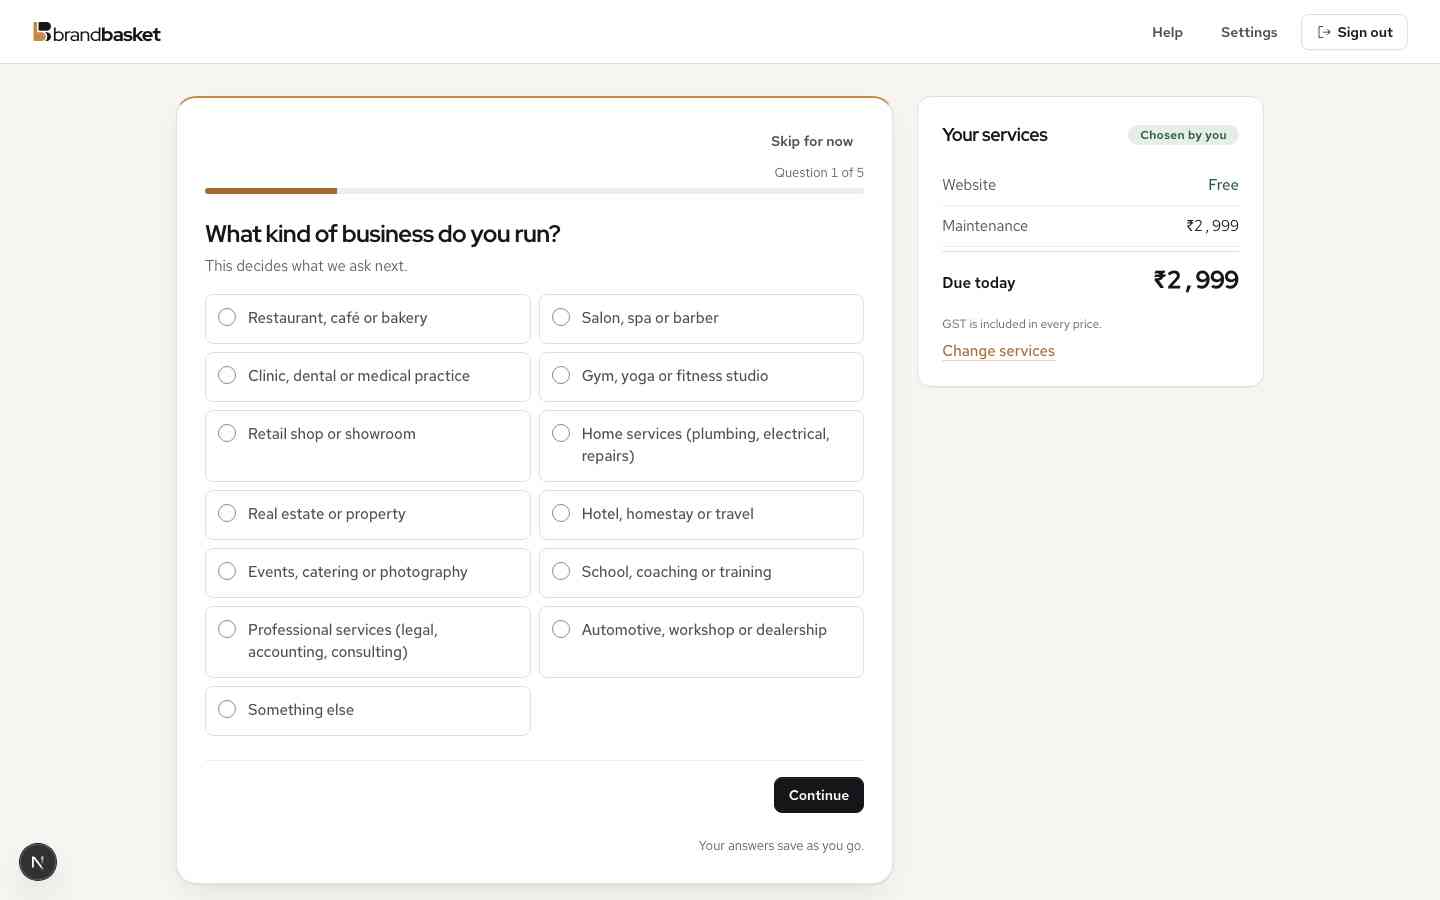 brandbasket
Help
Settings
Sign out
Skip for now
Question 1 of 5
What kind of business do you run?
This decides what we ask next.
Restaurant, café or bakery
Salon, spa or barber
Clinic, dental or medical practice
Gym, yoga or fitness studio
Retail shop or showroom
Home services (plumbing, electrical,
repairs)
Real estate or property
Hotel, homestay or travel
Events, catering or photography
School, coaching or training
Professional services (legal,
accounting, consulting)
Automotive, workshop or dealership
Something else
Continue
Your answers save as you go.
Your services
Chosen by you
Website
Free
Maintenance
₹2,999
Due today
₹2,999
GST is included in every price.
Change services
N